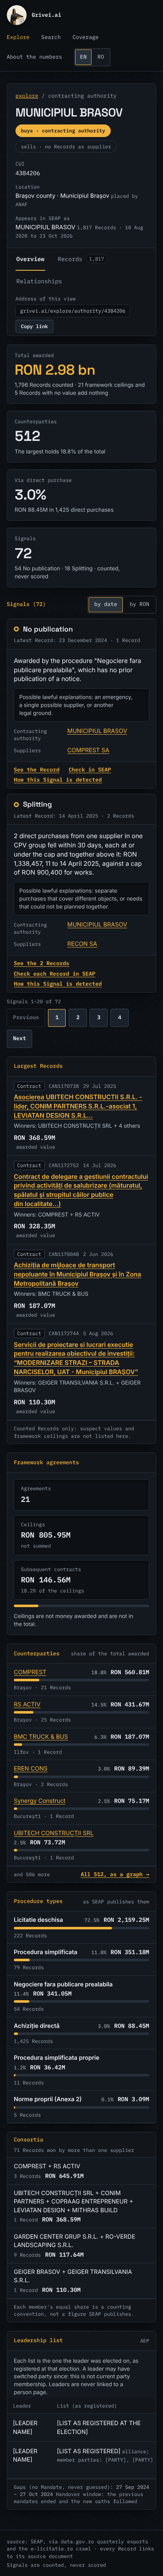 Grivei.ai
Explore Search Coverage
About the numbers EN RO
explore / contracting authority
MUNICIPIUL BRASOV
buys · contracting authority
sells · no Records as supplier
CUI
4384206
Location
Brașov county · Municipiul Brașov placed by
ANAF
Appears in SEAP as
MUNICIPIUL BRASOV 1,817 Records · 10 Aug
2020 to 23 Oct 2026
Overview Records 1,817
Relationships
Address of this view
grivei.ai/explore/authority/4384206
Copy link
Total awarded
RON 2.98 bn
1,796 Records counted · 21 framework ceilings and
5 Records with no value add nothing
Counterparties
512
The largest holds 18.8% of the total
Via direct purchase
3.0%
RON 88.45M in 1,425 direct purchases
Signals
72
54 No publication · 18 Splitting · counted,
never scored
Signals (72) by date by RON
No publication
Latest Record: 23 December 2024 · 1 Record
Awarded by the procedure "Negociere fara
publicare prealabela", which has no prior
publication of a notice.
Possible lawful explanations: an emergency,
a single possible supplier, or another
legal ground.
Contracting
authority
MUNICIPIUL BRASOV
Suppliers COMPREST SA
See the Record Check in SEAP
How this Signal is detected
Splitting
Latest Record: 14 April 2025 · 2 Records
2 direct purchases from one supplier in one
CPV group fell within 30 days, each at or
under the cap and together above it: RON
1,338,457, 11 to 14 April 2025, against a cap
of RON 900,400 for works.
Possible lawful explanations: separate
purchases that cover different objects, or
needs that could not be planned together.
Contracting
authority
MUNICIPIUL BRASOV
Suppliers RECON SA
See the 2 Records
Check each Record in SEAP
How this Signal is detected
Signals 1–20 of 72
Previous 1 2 3 4
Next
Largest Records
Contract CAN1170738 29 Jul 2025
Asocierea UBITECH CONSTRUCTII S.R.L. -
lider, CONIM PARTNERS S.R.L.-asociat 1,
LEVIATAN DESIGN S.R.L…
Winners: UBITECH CONSTRUCȚII SRL + 4 others
RON 368.59M
awarded value
Contract CAN1172752 14 Jul 2026
Contract de delegare a gestiunii contractului
privind activități de salubrizare (măturatul,
spălatul și stropitul căilor publice
din localitate…)
Winners: COMPREST + RS ACTIV
RON 328.35M
awarded value
Contract CAN1170048 2 Jun 2026
Achiziția de mijloace de transport
nepoluante în Municipiul Brașov și în Zona
Metropolitană Brașov
Winners: BMC TRUCK & BUS
RON 187.07M
awarded value
Contract CAN1172744 5 Aug 2026
Servicii de proiectare si lucrari executie
pentru realizarea obiectivul de investiții:
"MODERNIZARE STRAZI – STRADA
NARCISELOR, UAT - Municipiul BRAȘOV"
Winners: GEIGER TRANSILVANIA S.R.L. + GEIGER
BRASOV
RON 110.30M
awarded value
Counted Records only: suspect values and
framework ceilings are not listed here.
Framework agreements
Agreements
21
Ceilings
RON 805.95M
not summed
Subsequent contracts
RON 146.56M
18.2% of the ceilings
Ceilings are not money awarded and are not in
the total.
Counterparties share of the total awarded
COMPREST 18.8% RON 560.81M
Brașov · 21 Records
RS ACTIV 14.5% RON 431.67M
Brașov · 25 Records
BMC TRUCK & BUS 6.3% RON 187.07M
Ilfov · 1 Record
EREN CONS 3.0% RON 89.39M
Brașov · 2 Records
Synergy Construct 2.5% RON 75.17M
București · 1 Record
UBITECH CONSTRUCTII SRL
2.5% RON 73.72M
București · 1 Record
and 506 more All 512, as a graph →
Procedure types as SEAP publishes them
Licitatie deschisa 72.5% RON 2,159.25M
222 Records
Procedura simplificata 11.8% RON 351.18M
79 Records
Negociere fara publicare prealabila
11.4% RON 341.05M
54 Records
Achiziție directă 3.0% RON 88.45M
1,425 Records
Procedura simplificata proprie
1.2% RON 36.42M
11 Records
Norme proprii (Anexa 2) 0.1% RON 3.09M
5 Records
Consortia
71 Records won by more than one supplier
COMPREST + RS ACTIV
3 Records RON 645.91M
UBITECH CONSTRUCȚII SRL + CONIM
PARTNERS + COPRAAG ENTREPRENEUR +
LEVIATAN DESIGN + MITHRAS BUILD
1 Record RON 368.59M
GARDEN CENTER GRUP S.R.L. + RO-VERDE
LANDSCAPING S.R.L.
9 Records RON 117.64M
GEIGER BRASOV + GEIGER TRANSILVANIA
S.R.L.
1 Record RON 110.30M
Each member's equal share is a counting
convention, not a figure SEAP publishes.
Leadership list AEP
Each list is the one the leader was elected on, as
registered at that election. A leader may have
switched party since; this is not current party
membership. Leaders are never linked to a
person page.
Leader List (as registered)
[LEADER
NAME]
[LIST AS REGISTERED AT THE
ELECTION]
[LEADER
NAME]
[LIST AS REGISTERED] alliance;
member parties: [PARTY], [PARTY]
Gaps (no Mandate, never guessed): 27 Sep 2024
– 27 Oct 2024 Handover window: the previous
mandates ended and the new oaths followed
source: SEAP, via data.gov.ro quarterly exports
and the e-licitatie.ro crawl · every Record links
to its source document
Signals are counted, never scored